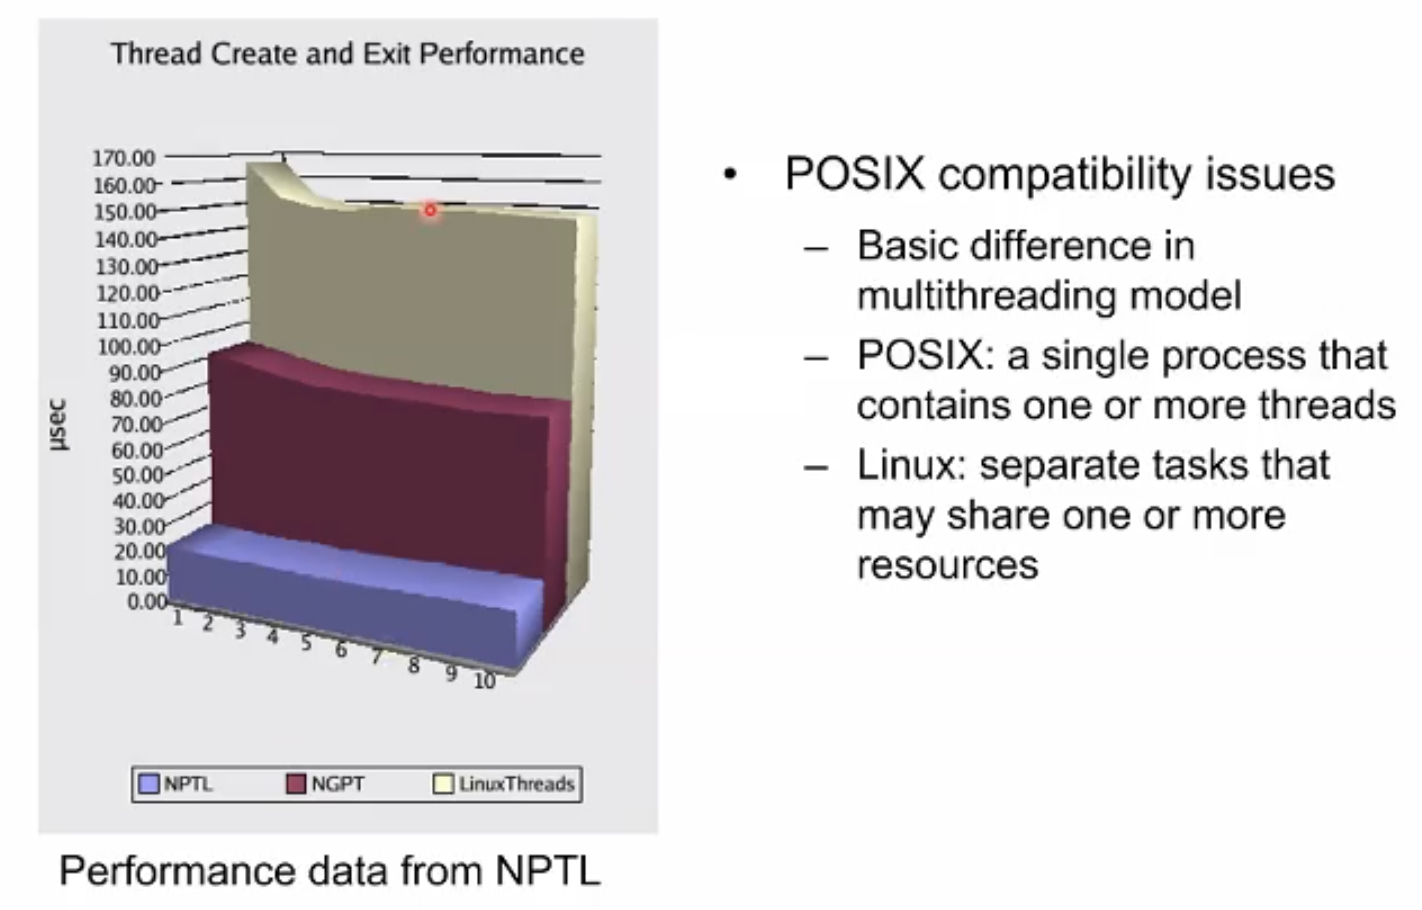 Thread Create and Exit Performance
170.00
160.00
150.00
140.00
130.00
120.00
110.00
100.00
90.00
80.00
70.00
60.00
50.00
40.00
30.00
20.00
10.00
0.00
µsec
1 2 3 4 5 6 7 8 9 10
NPTL NGPT LinuxThreads
Performance data from NPTL
• POSIX compatibility issues
– Basic difference in
multithreading model
– POSIX: a single process that
contains one or more threads
– Linux: separate tasks that
may share one or more
resources